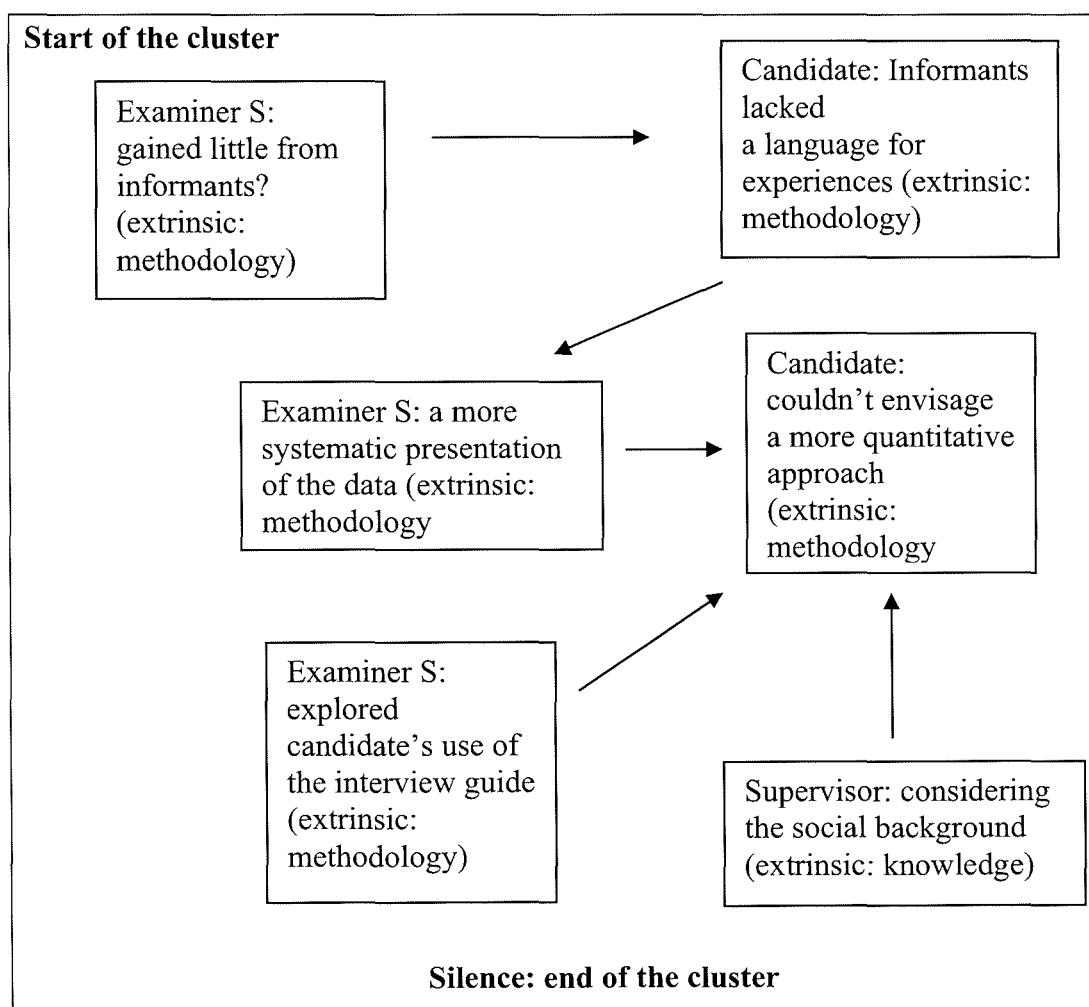 Start of the cluster
Examiner S:
gained little from
informants?
(extrinsic:
methodology)
Candidate: Informants
lacked
a language for
experiences (extrinsic:
methodology)
Examiner S: a more
systematic presentation
of the data (extrinsic:
methodology
Candidate:
couldn’t envisage
a more quantitative
approach
(extrinsic:
methodology
Examiner S:
explored
candidate’s use of
the interview guide
(extrinsic:
methodology)
Supervisor: considering
the social background
(extrinsic: knowledge)
Silence: end of the cluster